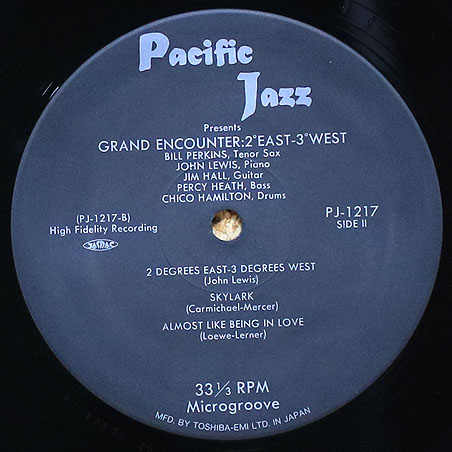 Pacific
Jazz
Presents
GRAND ENCOUNTER:2°EAST-3°WEST
BILL PERKINS, Tenor Sax
JOHN LEWIS, Piano
JIM HALL, Guitar
PERCY HEATH, Bass
CHICO HAMILTON, Drums
(PJ-1217-B)
High Fidelity Recording
JASRAC
PJ-1217
SIDE II
2 DEGREES EAST-3 DEGREES WEST
(John Lewis)
SKYLARK
(Carmichael-Mercer)
ALMOST LIKE BEING IN LOVE
(Loewe-Lerner)
33 1/3 RPM
Microgroove
MFD. BY TOSHIBA-EMI LTD. IN JAPAN